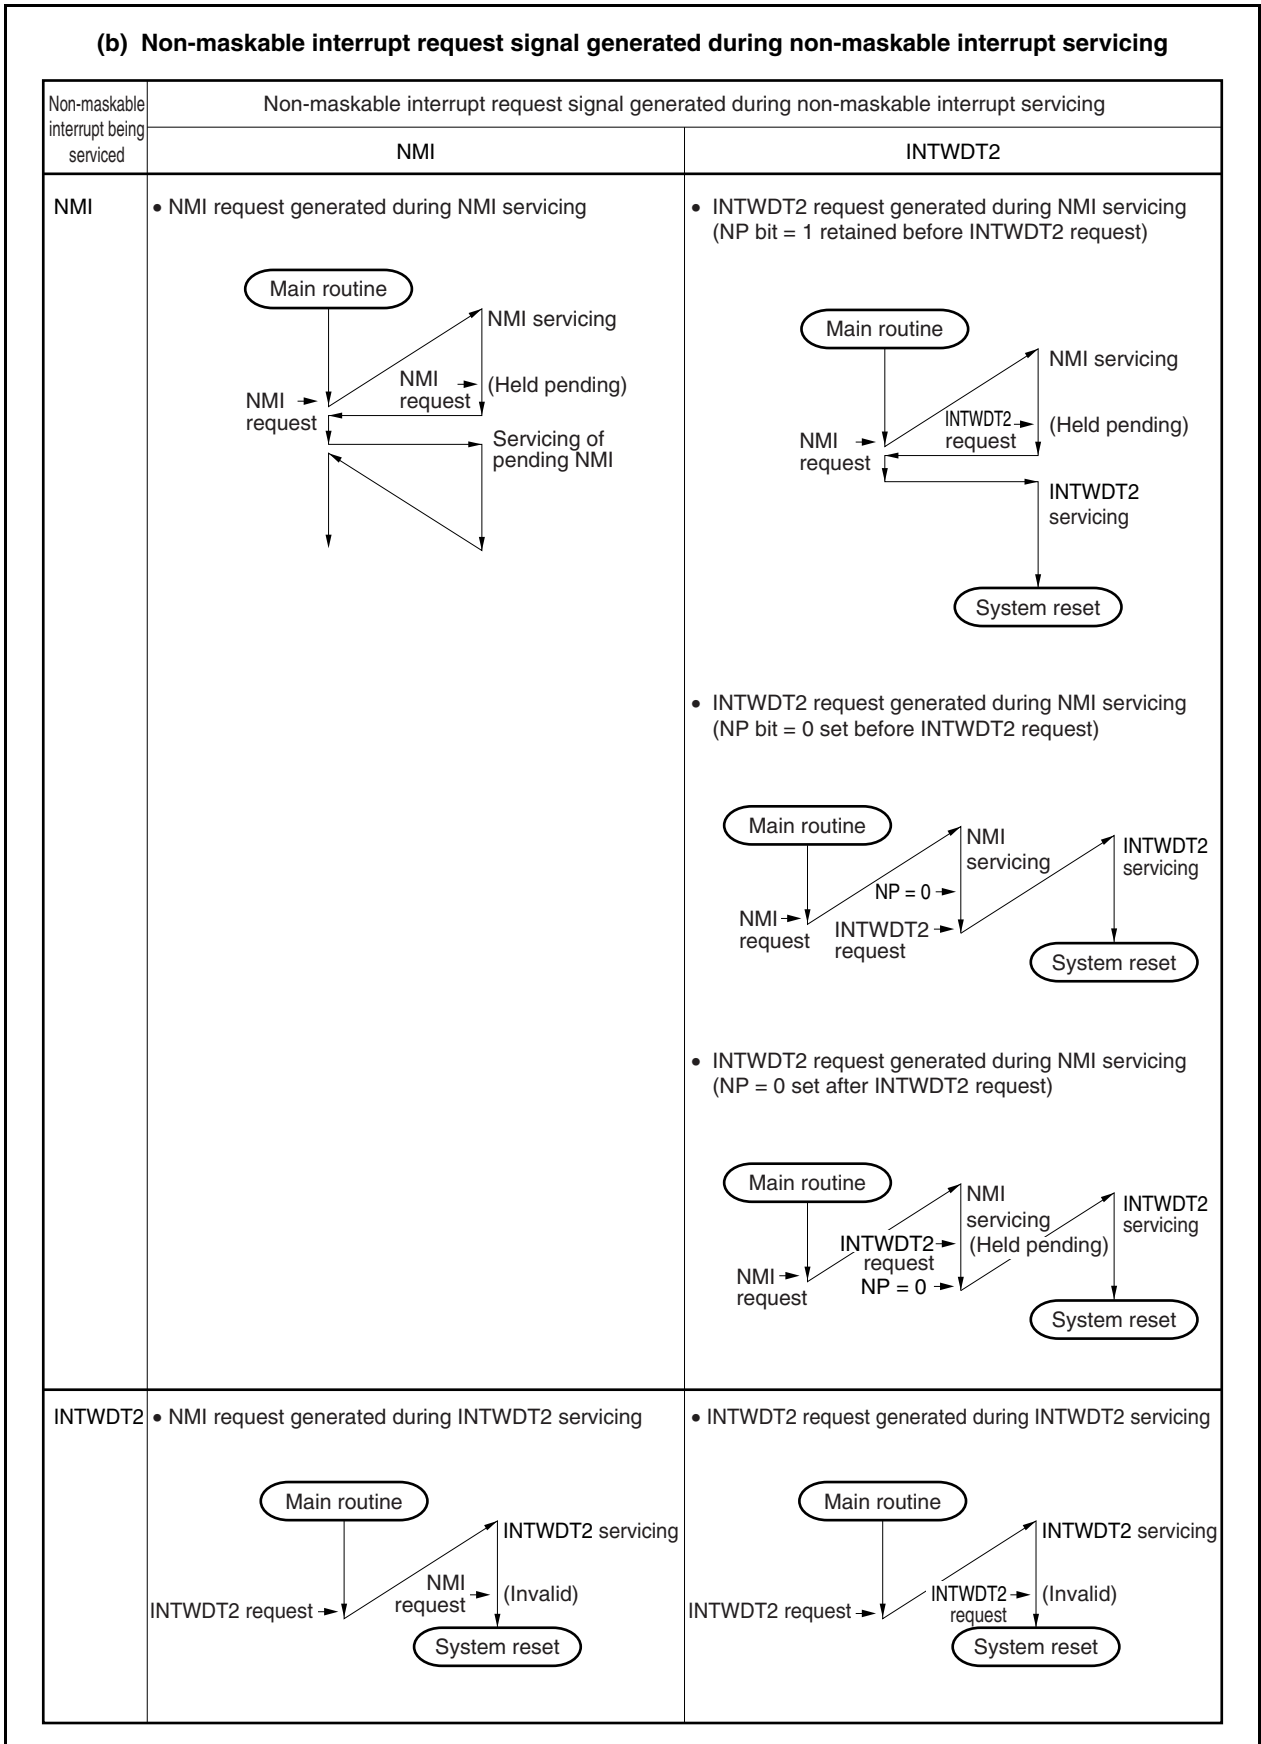 (b) Non-maskable interrupt request signal generated during non-maskable interrupt servicing
Non-maskable
interrupt being
serviced
Non-maskable interrupt request signal generated during non-maskable interrupt servicing
NMI
INTWDT2
NMI
• NMI request generated during NMI servicing
Main routine
NMI servicing
NMI
request
(Held pending)
NMI
request
Servicing of
pending NMI
• INTWDT2 request generated during NMI servicing
(NP bit = 1 retained before INTWDT2 request)
Main routine
NMI servicing
INTWDT2
request
(Held pending)
NMI
request
INTWDT2
servicing
System reset
• INTWDT2 request generated during NMI servicing
(NP bit = 0 set before INTWDT2 request)
Main routine
NMI
servicing
INTWDT2
servicing
NP = 0
NMI
request
INTWDT2
request
System reset
• INTWDT2 request generated during NMI servicing
(NP = 0 set after INTWDT2 request)
Main routine
NMI
servicing
(Held pending)
INTWDT2
servicing
INTWDT2
request
NMI
request
NP = 0
System reset
INTWDT2
• NMI request generated during INTWDT2 servicing
Main routine
INTWDT2 servicing
NMI
request
(Invalid)
INTWDT2 request
System reset
• INTWDT2 request generated during INTWDT2 servicing
Main routine
INTWDT2 servicing
INTWDT2
request
(Invalid)
INTWDT2 request
System reset